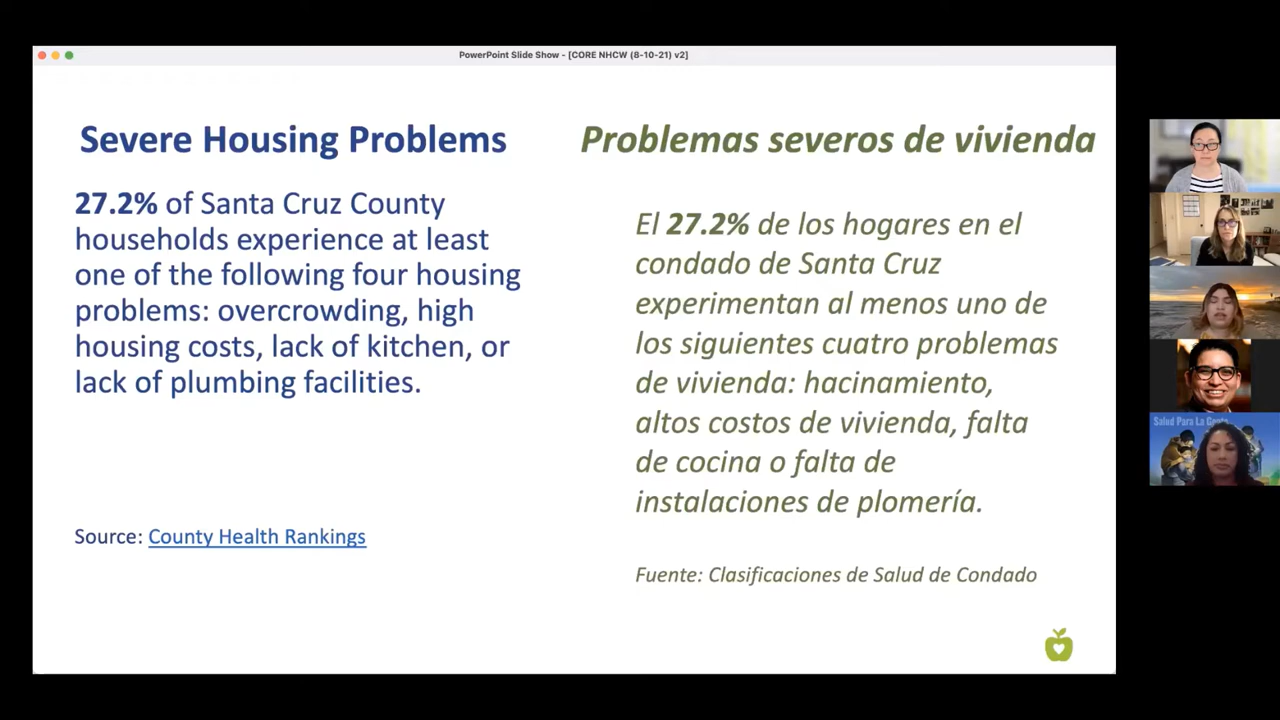 PowerPoint Slide Show - [CORE NHCW (8-10-21) v2]
Severe Housing Problems
27.2% of Santa Cruz County
households experience at least
one of the following four housing
problems: overcrowding, high
housing costs, lack of kitchen, or
lack of plumbing facilities.
Source: County Health Rankings
Problemas severos de vivienda
El 27.2% de los hogares en el
condado de Santa Cruz
experimentan al menos uno de
los siguientes cuatro problemas
de vivienda: hacinamiento,
altos costos de vivienda, falta
de cocina o falta de
instalaciones de plomería.
Fuente: Clasificaciones de Salud de Condado
Salud Para La Gente